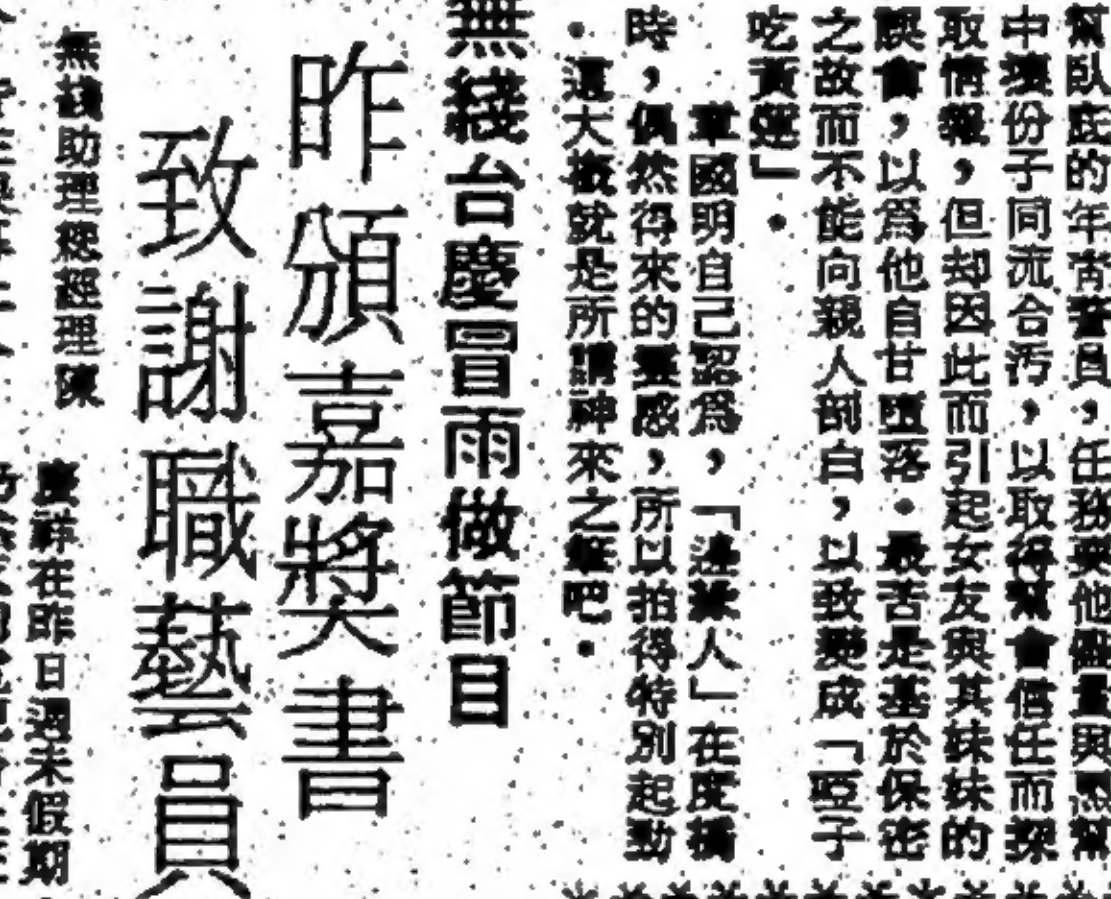 幫臥底的年青警員，任務要他儘量與黑幫
中壞份子同流合污，以取得幫會信任而探
取情報，但却因此而引起女友與其妹妹的
誤會，以爲他自甘墮落．最苦是基於保密
之故而不能向親人剖白，以致變成「啞子
吃黃蓮」．
章國明自己認爲，「邊緣人」在度橋
時，偶然得來的靈感，所以拍得特別起勁
．這大概就是所謂神來之筆吧．
無綫台慶冒雨做節目
昨頒嘉奬書
致謝職藝員
無綫助理總經理陳
慶祥在昨日週末假期